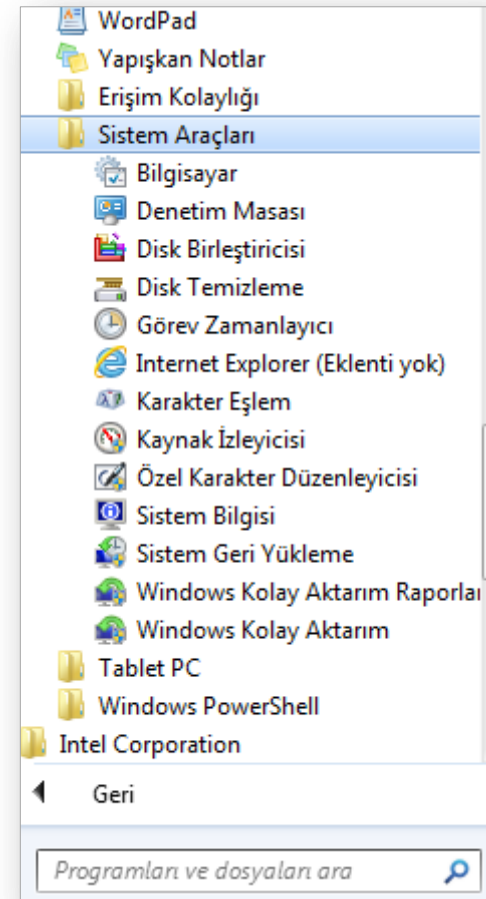 WordPad
Yapışkan Notlar
Erişim Kolaylığı
Sistem Araçları
Bilgisayar
Denetim Masası
Disk Birleştiricisi
Disk Temizleme
Görev Zamanlayıcı
Internet Explorer (Eklenti yok)
Karakter Eşlem
Kaynak İzleyicisi
Özel Karakter Düzenleyicisi
Sistem Bilgisi
Sistem Geri Yükleme
Windows Kolay Aktarım Raporlar
Windows Kolay Aktarım
Tablet PC
Windows PowerShell
Intel Corporation
Geri
Programları ve dosyaları ara